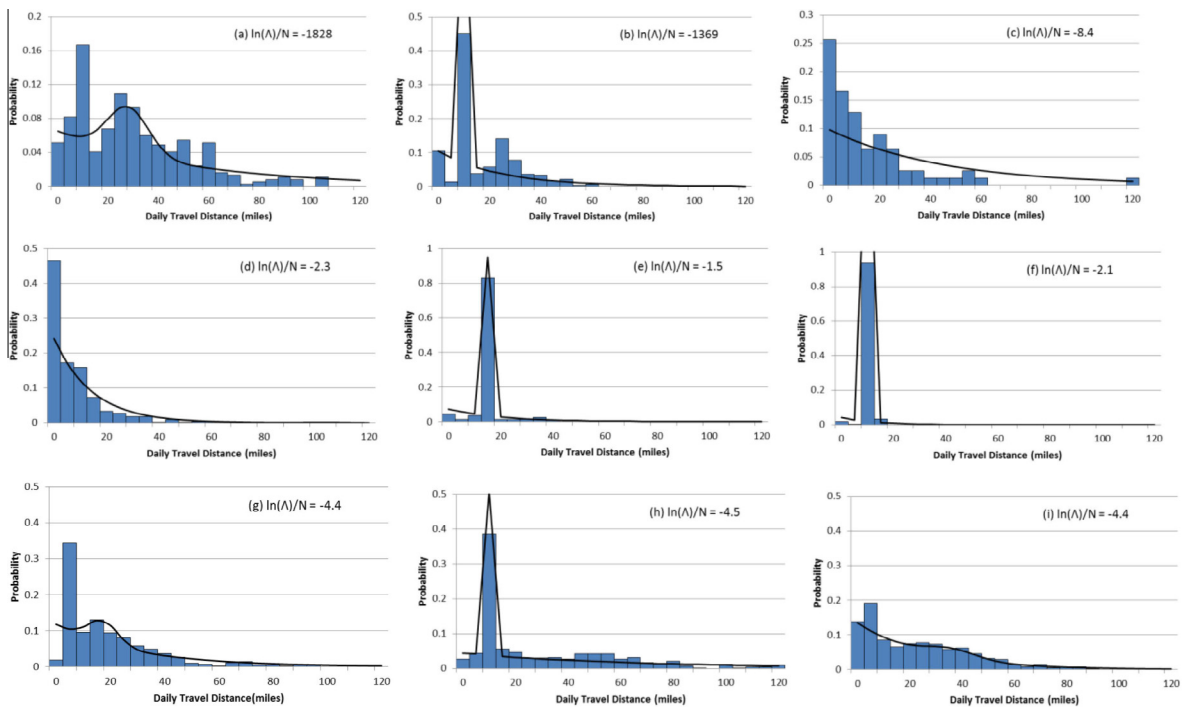 (a) ln(Λ)/N = -1828
0.2
0.16
0.12
0.08
0.04
0
Probability
0 20 40 60 80 100 120
Daily Travel Distance (miles)
(b) ln(Λ)/N = -1369
0.5
0.4
0.3
0.2
0.1
0
Probability
0 20 40 60 80 100 120
Daily Travel Distance (miles)
(c) ln(Λ)/N = -8.4
0.3
0.25
0.2
0.15
0.1
0.05
0
Probability
0 20 40 60 80 100 120
Daily Travle Distance (miles)
(d) ln(Λ)/N = -2.3
0.5
0.4
0.3
0.2
0.1
0
Probability
0 20 40 60 80 100 120
Daily Travel Distance (miles)
(e) ln(Λ)/N = -1.5
1
0.8
0.6
0.4
0.2
0
Probability
0 20 40 60 80 100 120
Daily Travel Distance (miles)
(f) ln(Λ)/N = -2.1
1
0.8
0.6
0.4
0.2
0
Probability
0 20 40 60 80 100 120
Daily Travel Distance (miles)
(g) ln(Λ)/N = -4.4
0.5
0.4
0.3
0.2
0.1
0
Probability
0 20 40 60 80 100 120
Daily Travel Distance(miles)
(h) ln(Λ)/N = -4.5
0.5
0.4
0.3
0.2
0.1
0
Probability
0 20 40 60 80 100 120
Daily Travel Distance (miles)
(i) ln(Λ)/N = -4.4
0.5
0.4
0.3
0.2
0.1
0
Probability
0 20 40 60 80 100 120
Daily Travel Distance (miles)